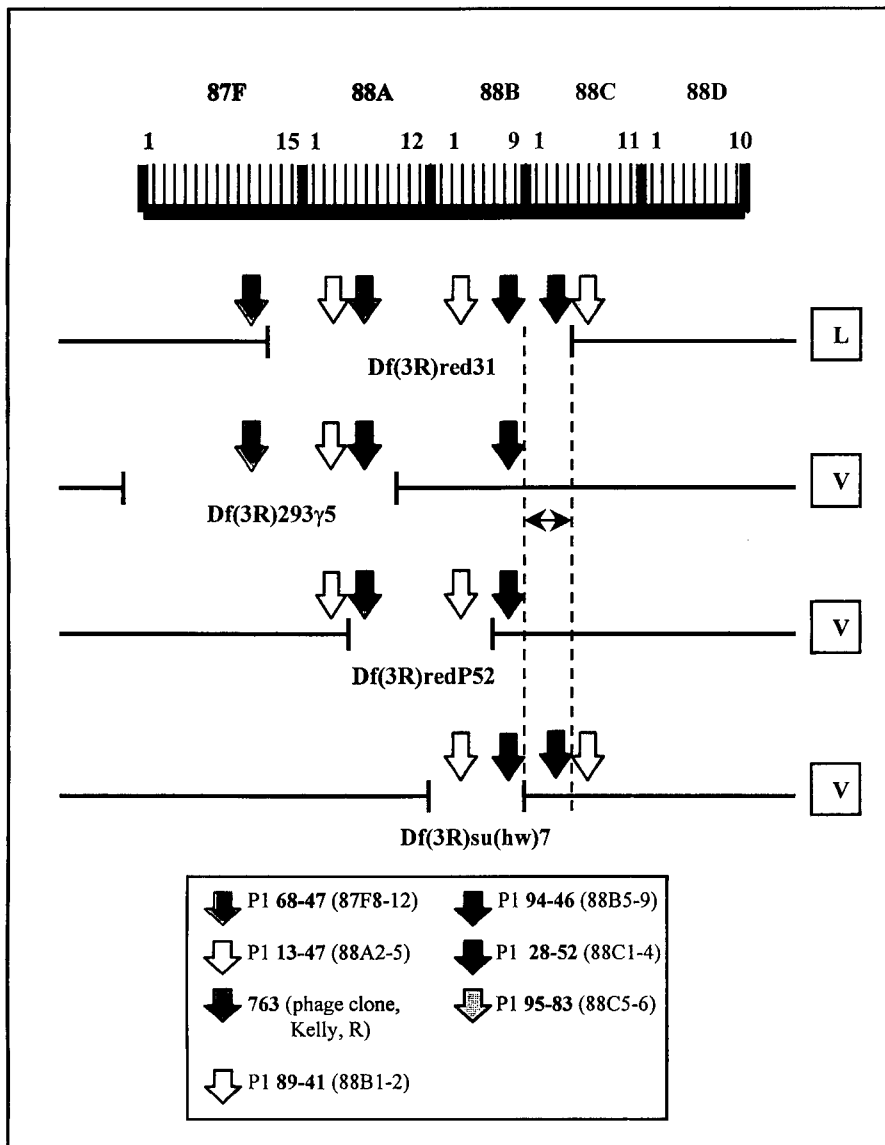 87F 88A 88B 88C 88D
1 15 1 12 1 9 1 11 1 10
L
Df(3R)red31
V
Df(3R)293γ5
V
Df(3R)redP52
V
Df(3R)su(hw)7
P1 68-47 (87F8-12)
P1 13-47 (88A2-5)
763 (phage clone,
Kelly, R)
P1 89-41 (88B1-2)
P1 94-46 (88B5-9)
P1 28-52 (88C1-4)
P1 95-83 (88C5-6)